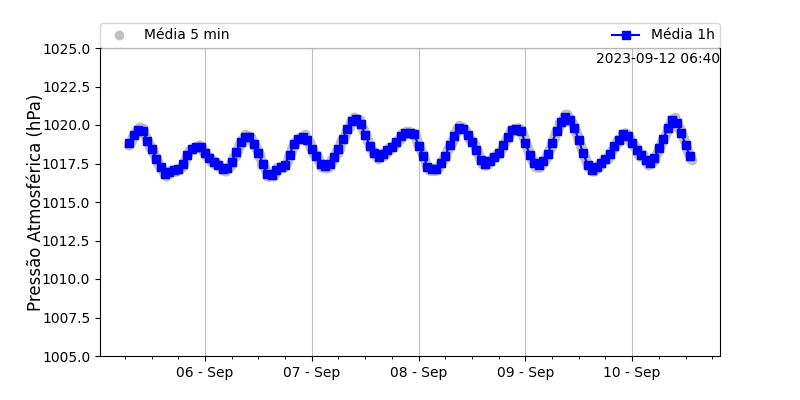 Média 5 min
Média 1h
2023-09-12 06:40
Pressão Atmosférica (hPa)
1025.0
1022.5
1020.0
1017.5
1015.0
1012.5
1010.0
1007.5
1005.0
06 - Sep
07 - Sep
08 - Sep
09 - Sep
10 - Sep